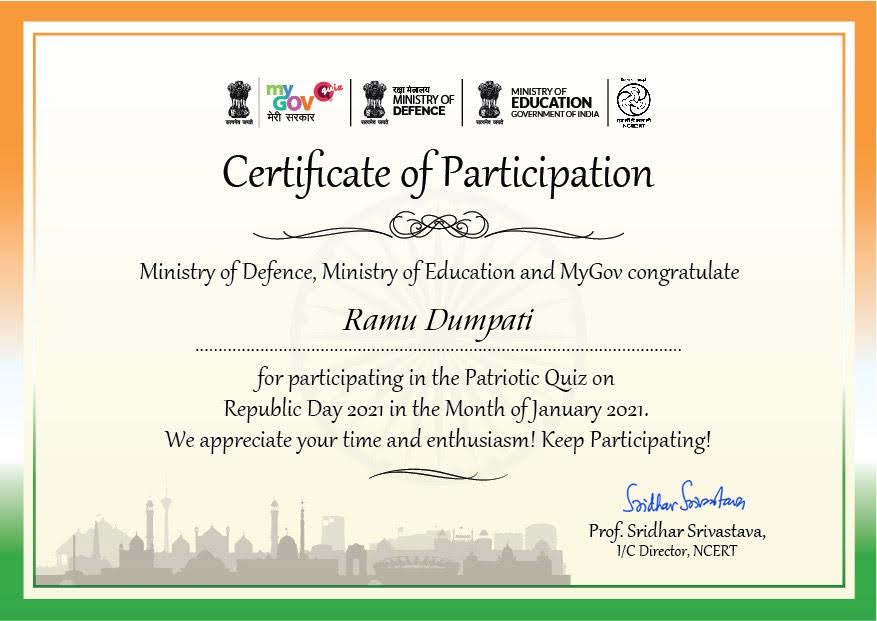 सत्यमेव जयते
my
GOV
Quiz
मेरी सरकार
सत्यमेव जयते
रक्षा मंत्रालय
MINISTRY OF
DEFENCE
सत्यमेव जयते
MINISTRY OF
EDUCATION
GOVERNMENT OF INDIA
NCERT
Certificate of Participation
Ministry of Defence, Ministry of Education and MyGov congratulate
Ramu Dumpati
for participating in the Patriotic Quiz on
Republic Day 2021 in the Month of January 2021.
We appreciate your time and enthusiasm! Keep Participating!
Sridhar Srivastava
Prof. Sridhar Srivastava,
I/C Director, NCERT